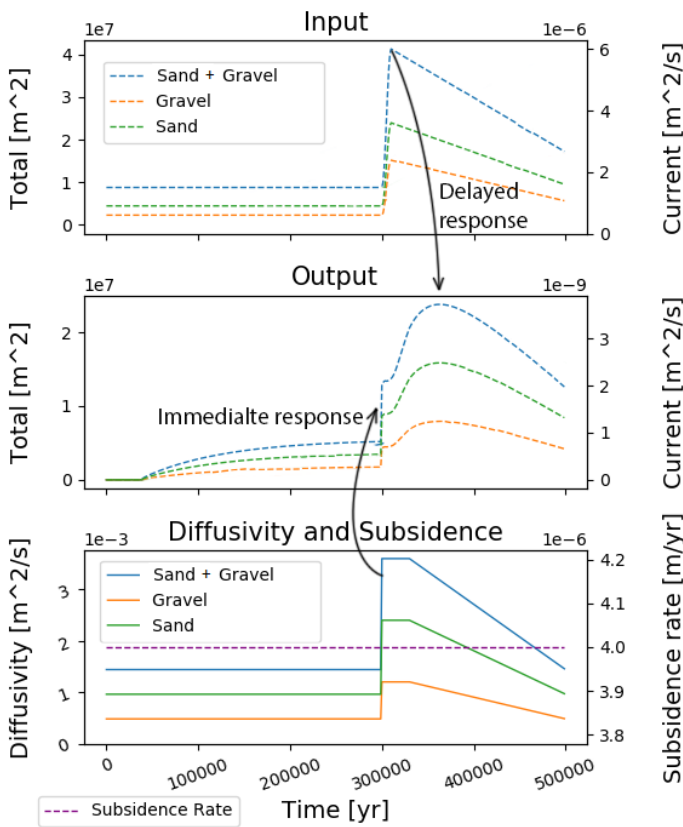 Input
1e7
1e-6
Total [m^2]
4
3
2
1
0
Sand + Gravel
Gravel
Sand
6
4
2
0
Current [m^2/s]
Delayed
response
Output
1e7
1e-9
Total [m^2]
2
1
0
Immedialte response
3
2
1
0
Current [m^2/s]
Diffusivity and Subsidence
1e-3
1e-6
Diffusivity [m^2/s]
3
2
1
0
Sand + Gravel
Gravel
Sand
4.2
4.1
4.0
3.9
3.8
Subsidence rate [m/yr]
0
100000
200000
300000
400000
500000
Time [yr]
Subsidence Rate